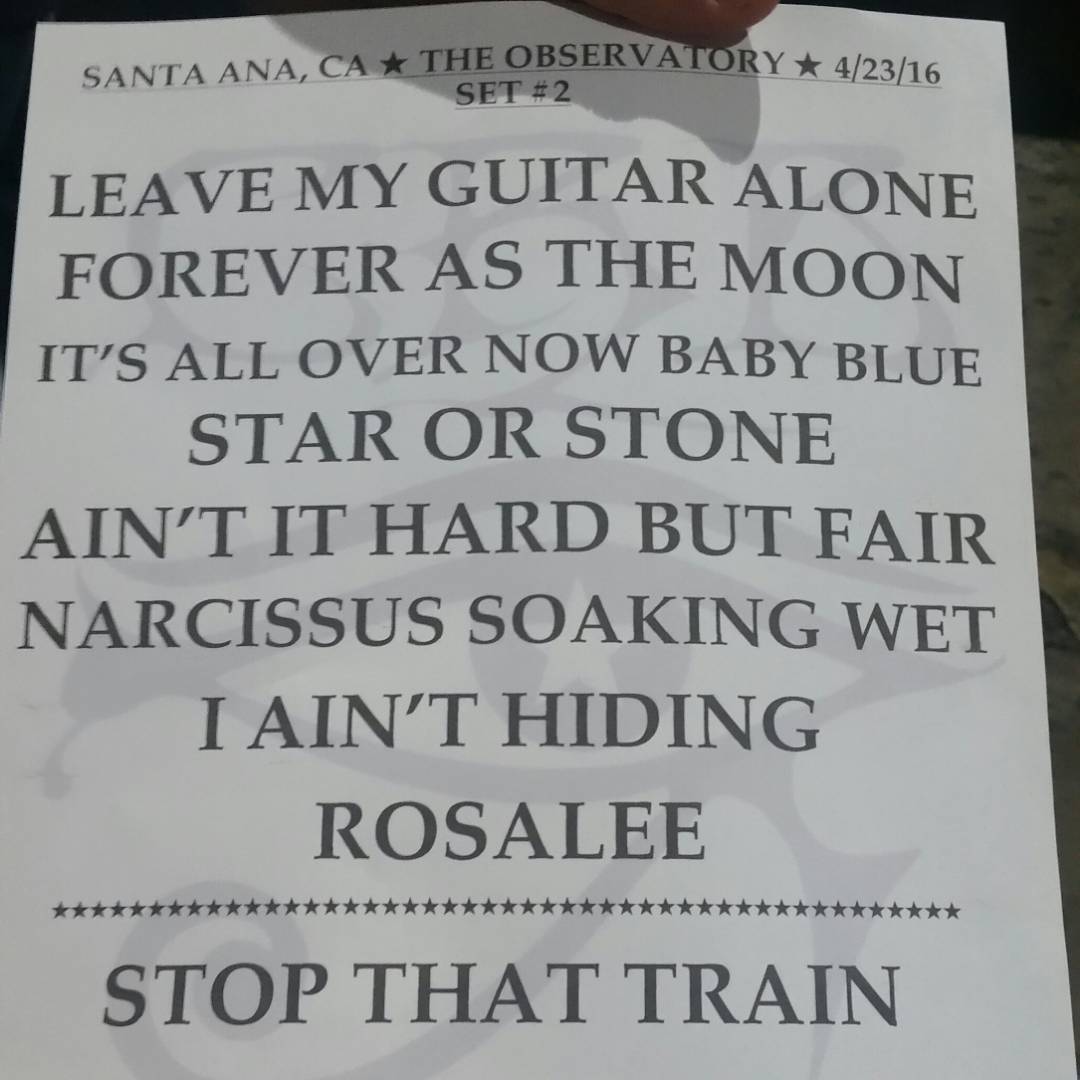 SANTA ANA, CA ★ THE OBSERVATORY ★ 4/23/16
SET #2
LEAVE MY GUITAR ALONE
FOREVER AS THE MOON
IT'S ALL OVER NOW BABY BLUE
STAR OR STONE
AIN'T IT HARD BUT FAIR
NARCISSUS SOAKING WET
I AIN'T HIDING
ROSALEE
STOP THAT TRAIN